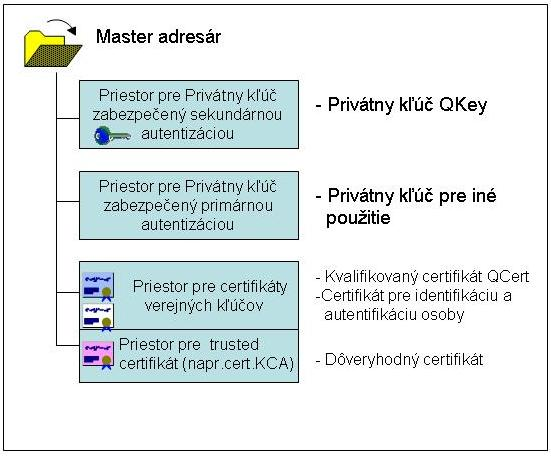 Master adresár
Priestor pre Privátny kľúč
zabezpečený sekundárnou
autentizáciou
- Privátny kľúč QKey
Priestor pre Privátny kľúč
zabezpečený primárnou
autentizáciou
- Privátny kľúč pre iné
použitie
Priestor pre certifikáty
verejných kľúčov
- Kvalifikovaný certifikát QCert
-Certifikát pre identifikáciu a
autentifikáciu osoby
Priestor pre trusted
certifikát (napr.cert.KCA)
- Dôveryhodný certifikát